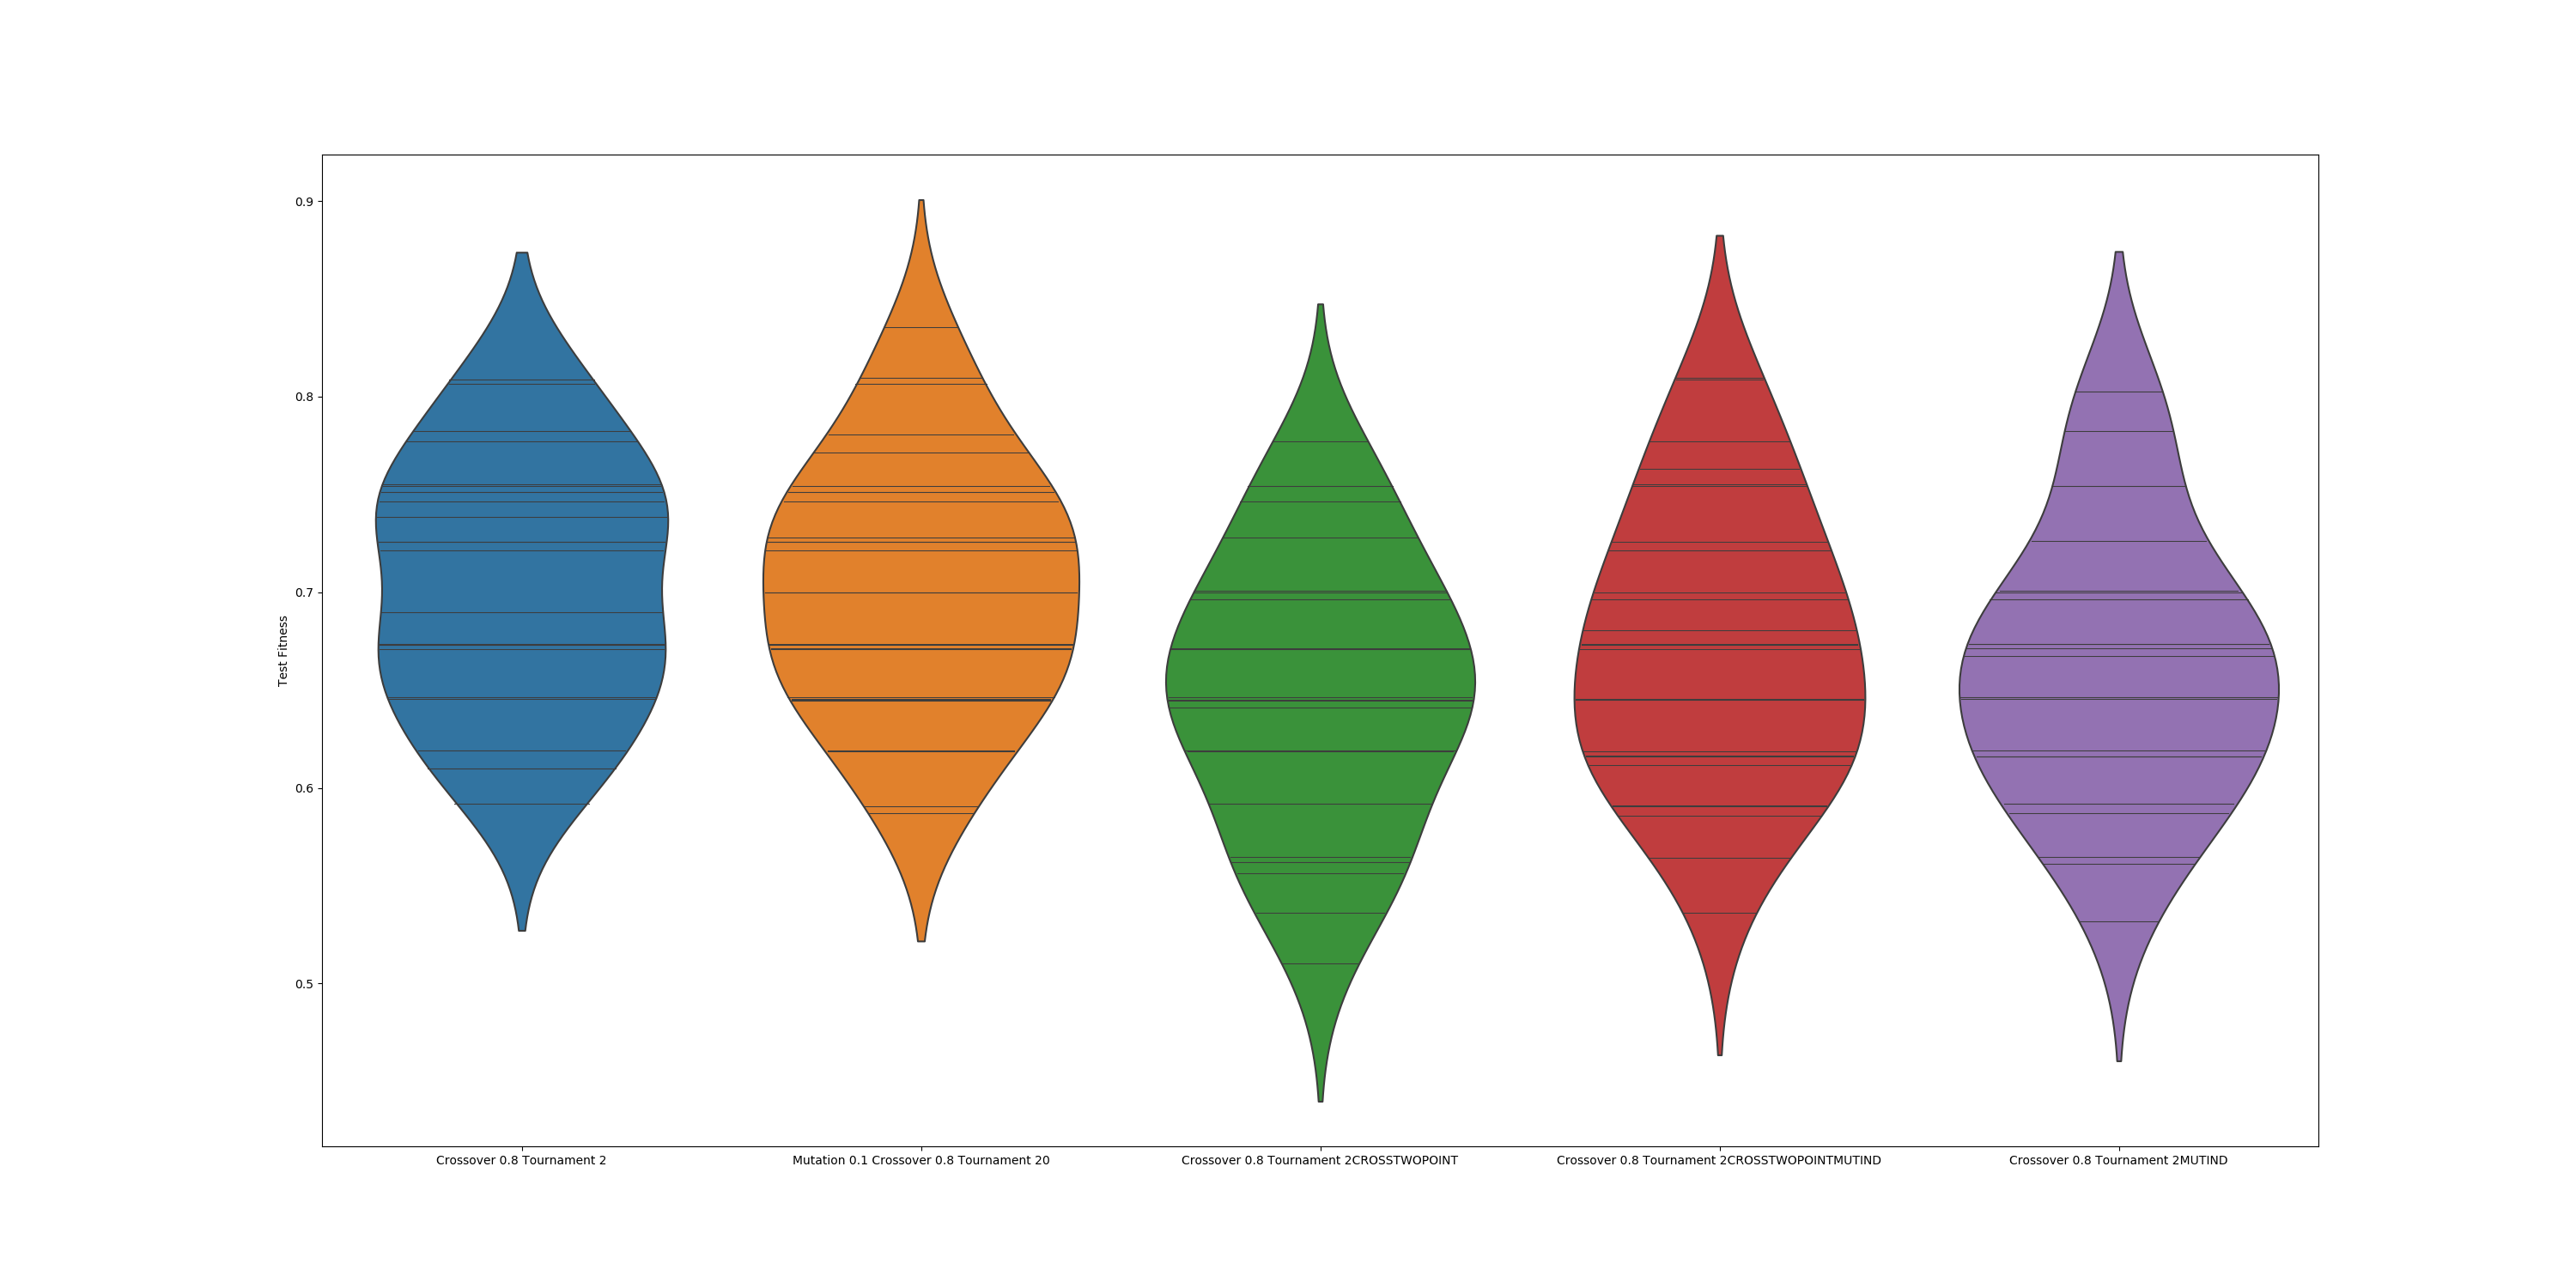 0.9
0.8
0.7
0.6
0.5
Test Fitness
Crossover 0.8 Tournament 2
Mutation 0.1 Crossover 0.8 Tournament 20
Crossover 0.8 Tournament 2CROSSTWOPOINT
Crossover 0.8 Tournament 2CROSSTWOPOINTMUTIND
Crossover 0.8 Tournament 2MUTIND